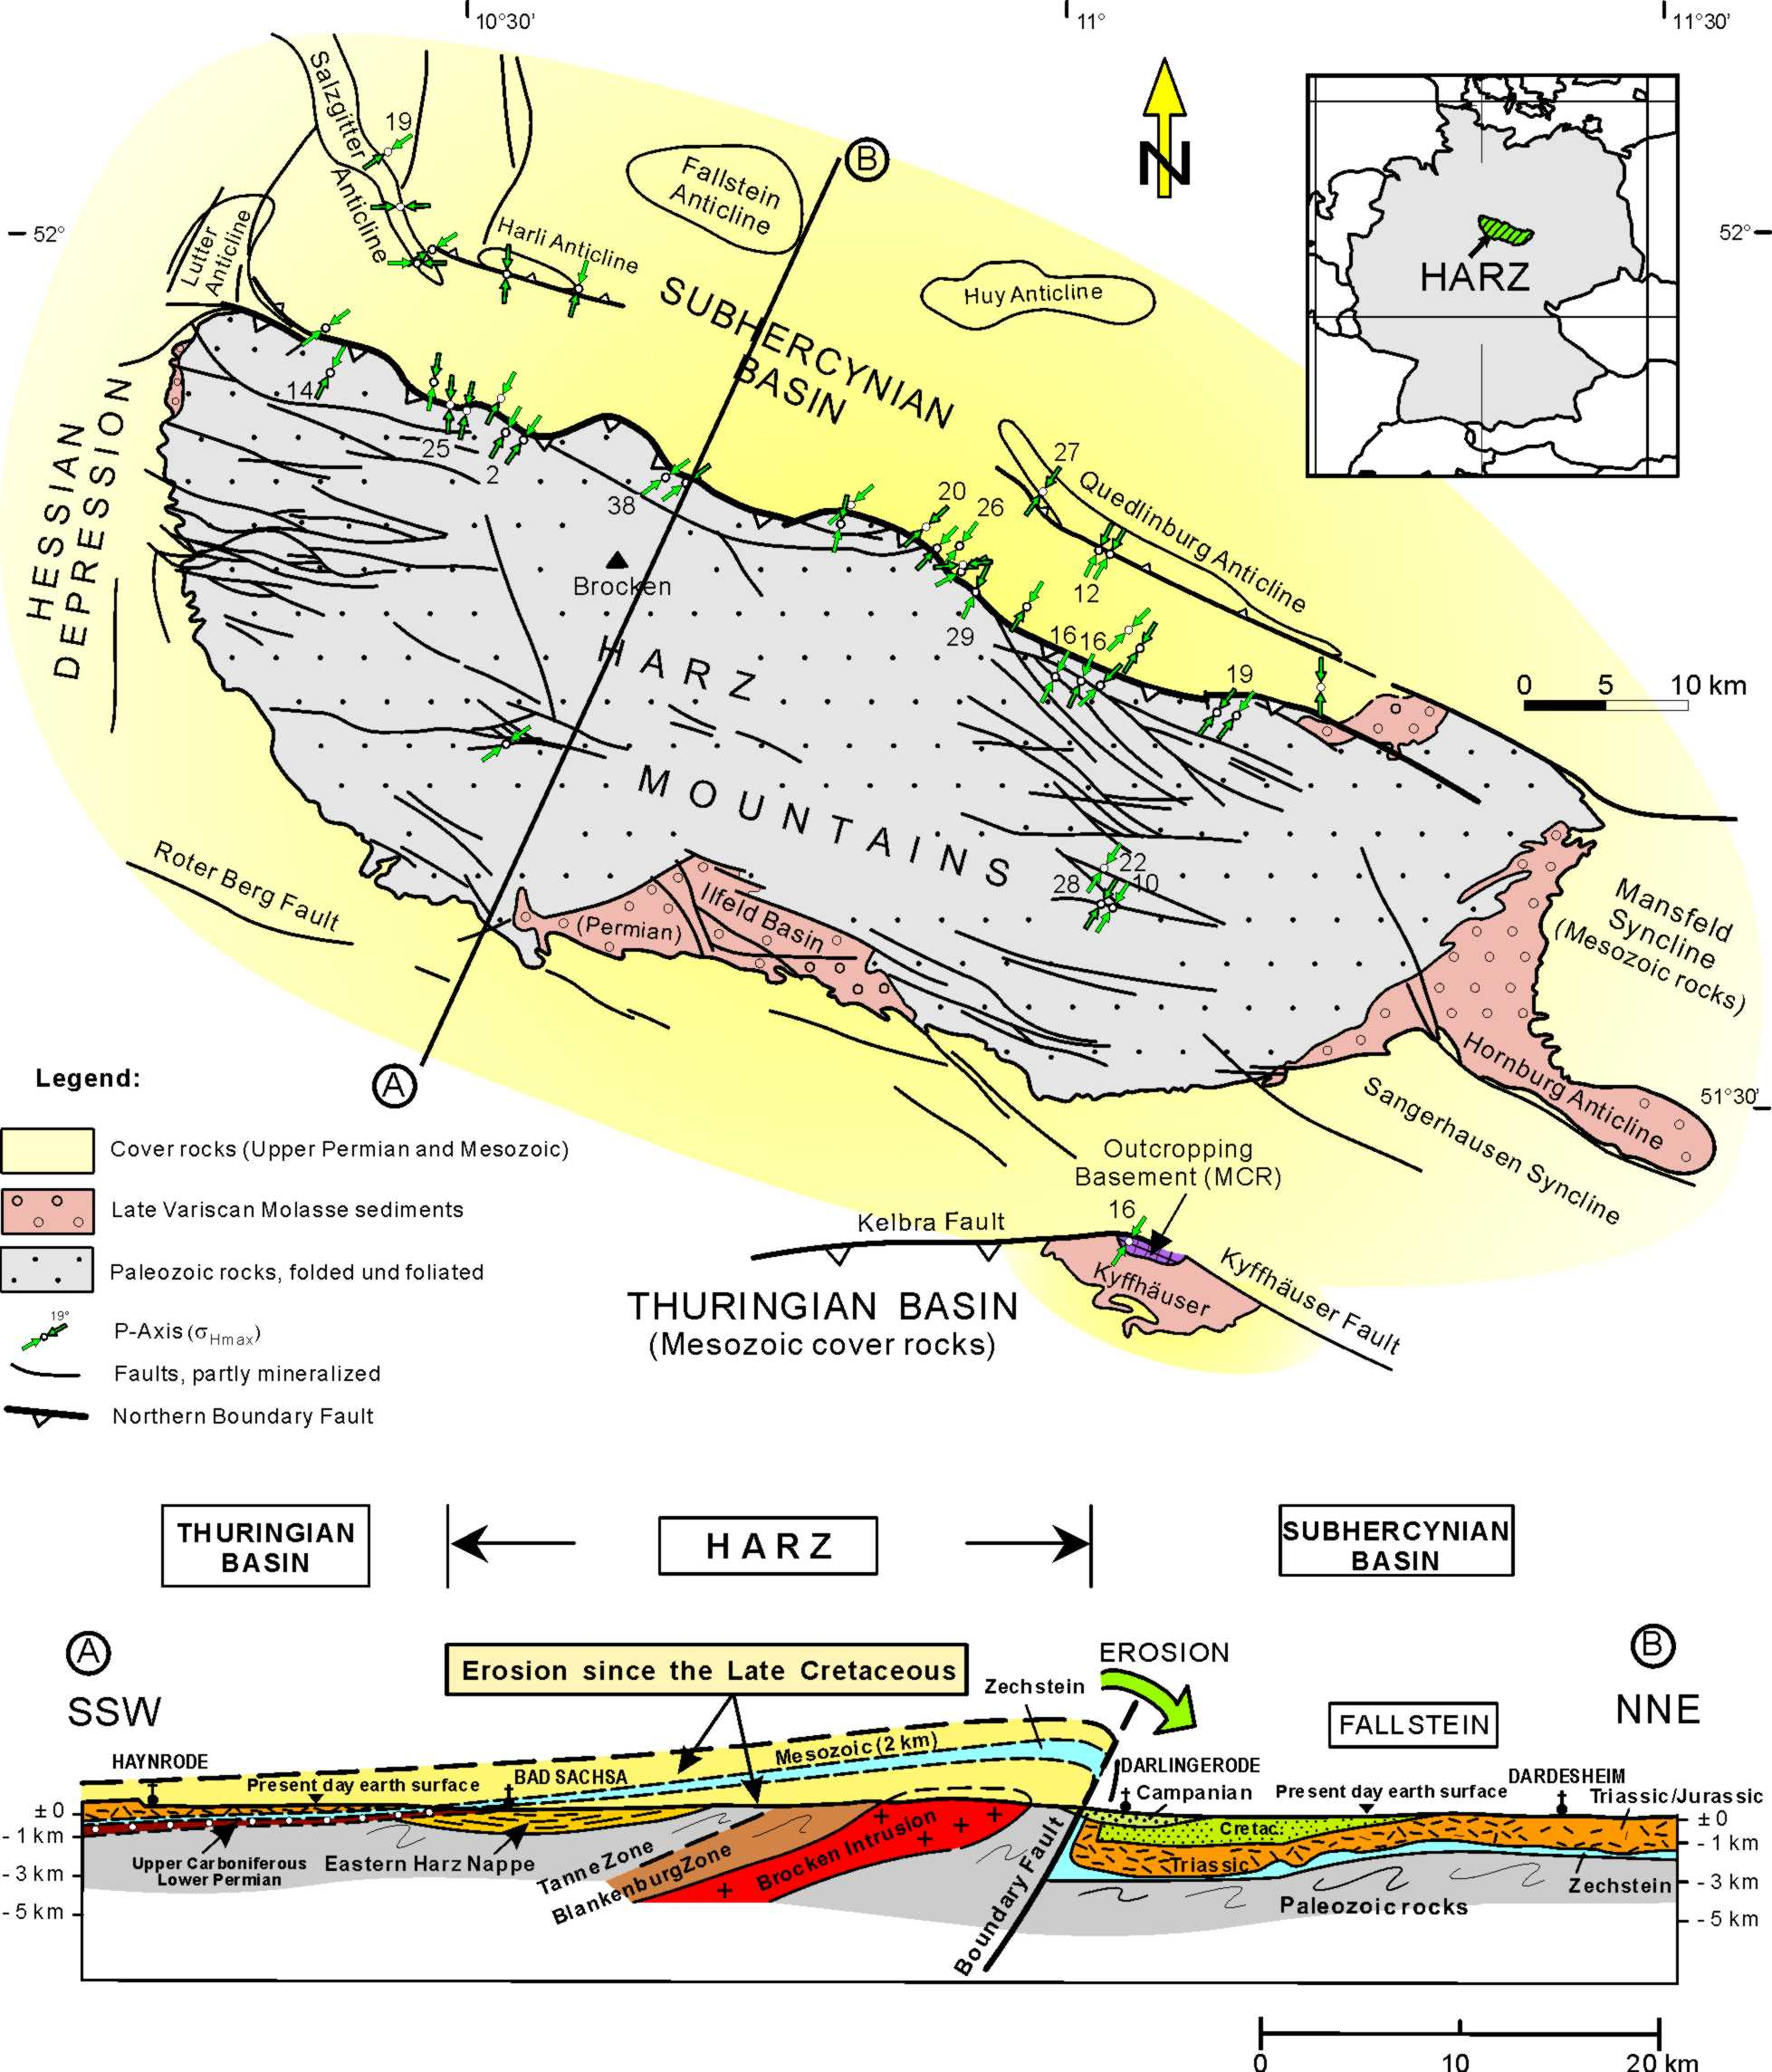 10°30'
11°
11°30'
Salzgitter
Anticline
19
B
Fallstein
Anticline
N
HARZ
52°
52°
Lutter
Anticline
Harli Anticline
Huy Anticline
SUBHERCYNIAN
BASIN
14
25
2
38
HESSIAN
DEPRESSION
27
20
26
Quedlinburg Anticline
Brocken
12
29
16
16
19
0 5 10 km
HARZ
MOUNTAINS
22
28
10
Roter Berg Fault
Ilfeld Basin
(Permian)
Mansfeld
Syncline
(Mesozoic rocks)
Hornburg Anticline
Sangerhausen Syncline
51°30'
A
Outcropping
Basement (MCR)
16
Kelbra Fault
Kyffhäuser
Kyffhäuser Fault
THURINGIAN BASIN
(Mesozoic cover rocks)
Legend:
Cover rocks (Upper Permian and Mesozoic)
Late Variscan Molasse sediments
Paleozoic rocks, folded und foliated
19°
P-Axis (σHmax)
Faults, partly mineralized
Northern Boundary Fault
THURINGIAN
BASIN
HARZ
SUBHERCYNIAN
BASIN
A
SSW
B
NNE
Erosion since the Late Cretaceous
EROSION
Zechstein
FALLSTEIN
HAYNRODE
Mesozoic (2 km)
Present day earth surface
BAD SACHSA
DARLINGERODE
Campanian
Present day earth surface
DARDESHEIM
Triassic/Jurassic
± 0
- 1 km
- 3 km
- 5 km
± 0
- 1 km
- 3 km
- 5 km
Upper Carboniferous
Lower Permian
Eastern Harz Nappe
Tanne Zone
Blankenburg Zone
Brocken Intrusion
Boundary Fault
Cretac.
Triassic
Zechstein
Paleozoic rocks
0 10 20 km